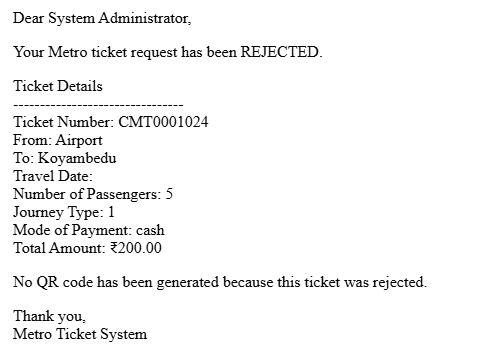 Dear System Administrator,
Your Metro ticket request has been REJECTED.
Ticket Details
---------------------------------
Ticket Number: CMT0001024
From: Airport
To: Koyambedu
Travel Date:
Number of Passengers: 5
Journey Type: 1
Mode of Payment: cash
Total Amount: ₹200.00
No QR code has been generated because this ticket was rejected.
Thank you,
Metro Ticket System